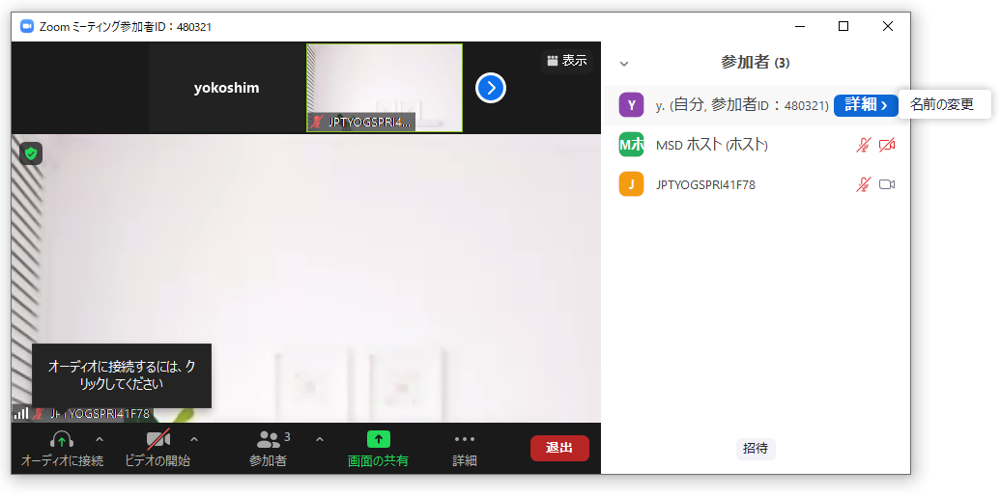 Zoom ミーティング参加者ID：480321
yokoshim
JPTYOGSPRI4...
表示
オーディオに接続するには、ク
リックしてください
JPTYOGSPRI41F78
オーディオに接続
ビデオの開始
3
参加者
画面の共有
詳細
退出
参加者 (3)
Y
y. (自分, 参加者ID：480321)
詳細
名前の変更
Mホ
MSD ホスト (ホスト)
J
JPTYOGSPRI41F78
招待